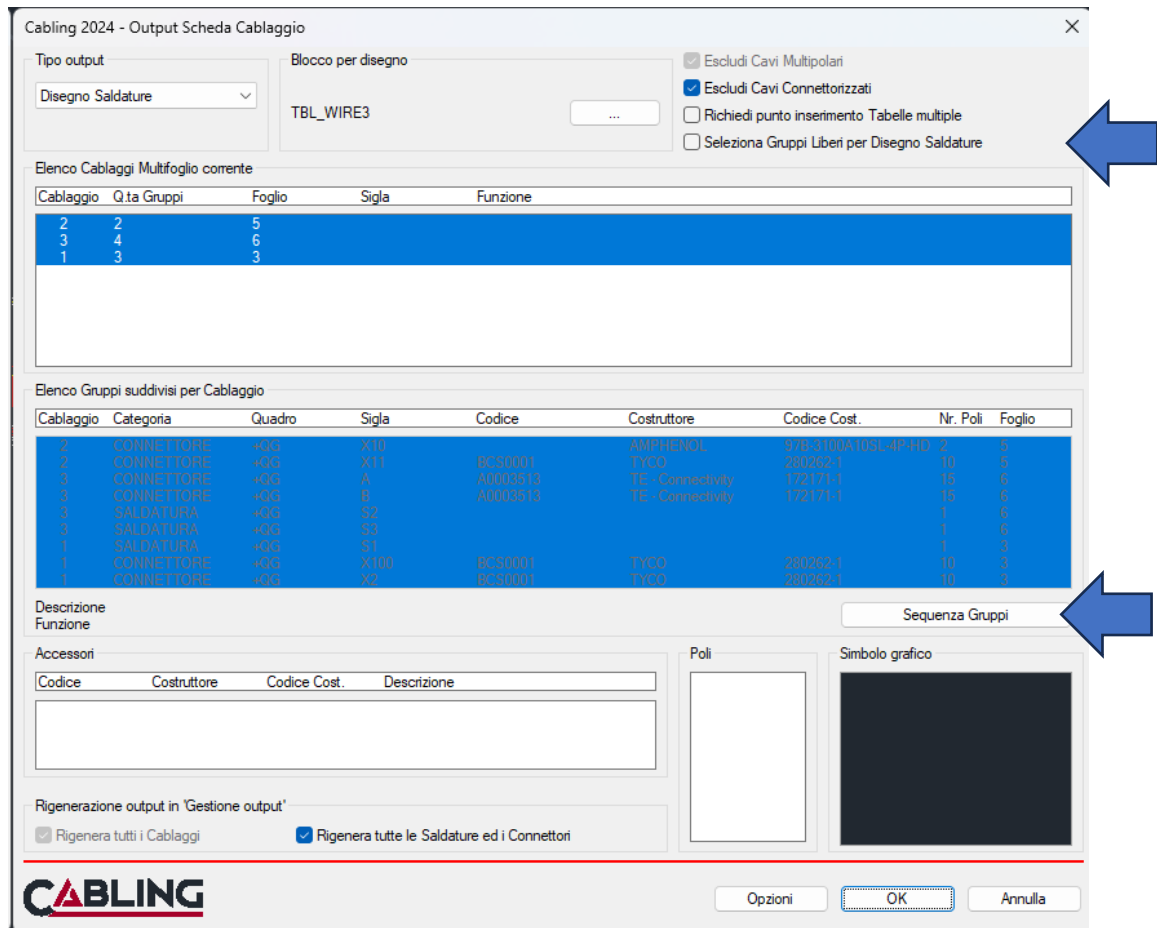 Cabling 2024 - Output Scheda Cablaggio
Tipo output
Disegno Saldature
Blocco per disegno
TBL_WIRE3
...
Escludi Cavi Multipolari
Escludi Cavi Connettorizzati
Richiedi punto inserimento Tabelle multiple
Seleziona Gruppi Liberi per Disegno Saldature
Elenco Cablaggi Multifoglio corrente
Cablaggio Q.ta Gruppi Foglio Sigla Funzione
2 2 5
3 4 6
1 3 3
Elenco Gruppi suddivisi per Cablaggio
Cablaggio Categoria Quadro Sigla Codice Costruttore Codice Cost. Nr. Poli Foglio
2 CONNETTORE +QG X10 AMPHENOL 97B-3100A10SL-4P-HD 2 5
2 CONNETTORE +QG X11 BCS0001 TYCO 280262-1 10 5
3 CONNETTORE +QG A A0003513 TE - Connectivity 172171-1 15 6
3 CONNETTORE +QG B A0003513 TE - Connectivity 172171-1 15 6
3 SALDATURA +QG S2 1 6
3 SALDATURA +QG S3 1 6
1 SALDATURA +QG S1 1 3
1 CONNETTORE +QG X100 BCS0001 TYCO 280262-1 10 3
1 CONNETTORE +QG X2 BCS0001 TYCO 280262-1 10 3
Descrizione
Funzione
Sequenza Gruppi
Accessori
Codice Costruttore Codice Cost. Descrizione
Poli
Simbolo grafico
Rigenerazione output in 'Gestione output'
Rigenera tutti i Cablaggi
Rigenera tutte le Saldature ed i Connettori
CABLING
Opzioni
OK
Annulla